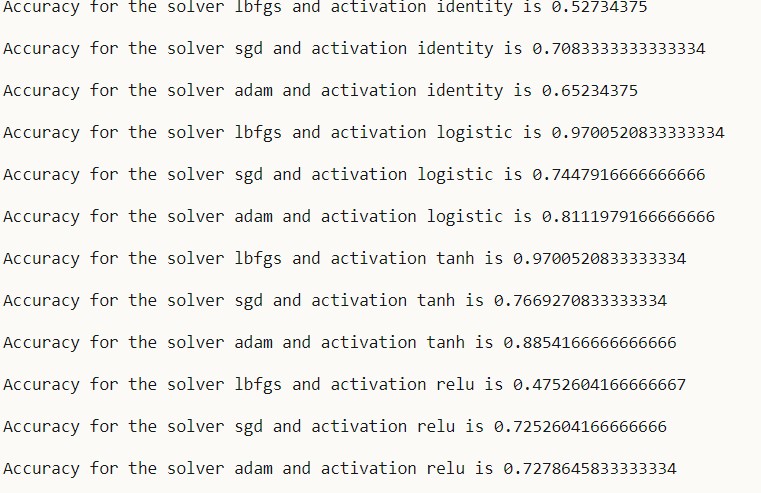 Accuracy for the solver lbfgs and activation identity is 0.52734375
Accuracy for the solver sgd and activation identity is 0.7083333333333334
Accuracy for the solver adam and activation identity is 0.65234375
Accuracy for the solver lbfgs and activation logistic is 0.9700520833333334
Accuracy for the solver sgd and activation logistic is 0.7447916666666666
Accuracy for the solver adam and activation logistic is 0.8111979166666666
Accuracy for the solver lbfgs and activation tanh is 0.9700520833333334
Accuracy for the solver sgd and activation tanh is 0.7669270833333334
Accuracy for the solver adam and activation tanh is 0.8854166666666666
Accuracy for the solver lbfgs and activation relu is 0.4752604166666667
Accuracy for the solver sgd and activation relu is 0.7252604166666666
Accuracy for the solver adam and activation relu is 0.7278645833333334